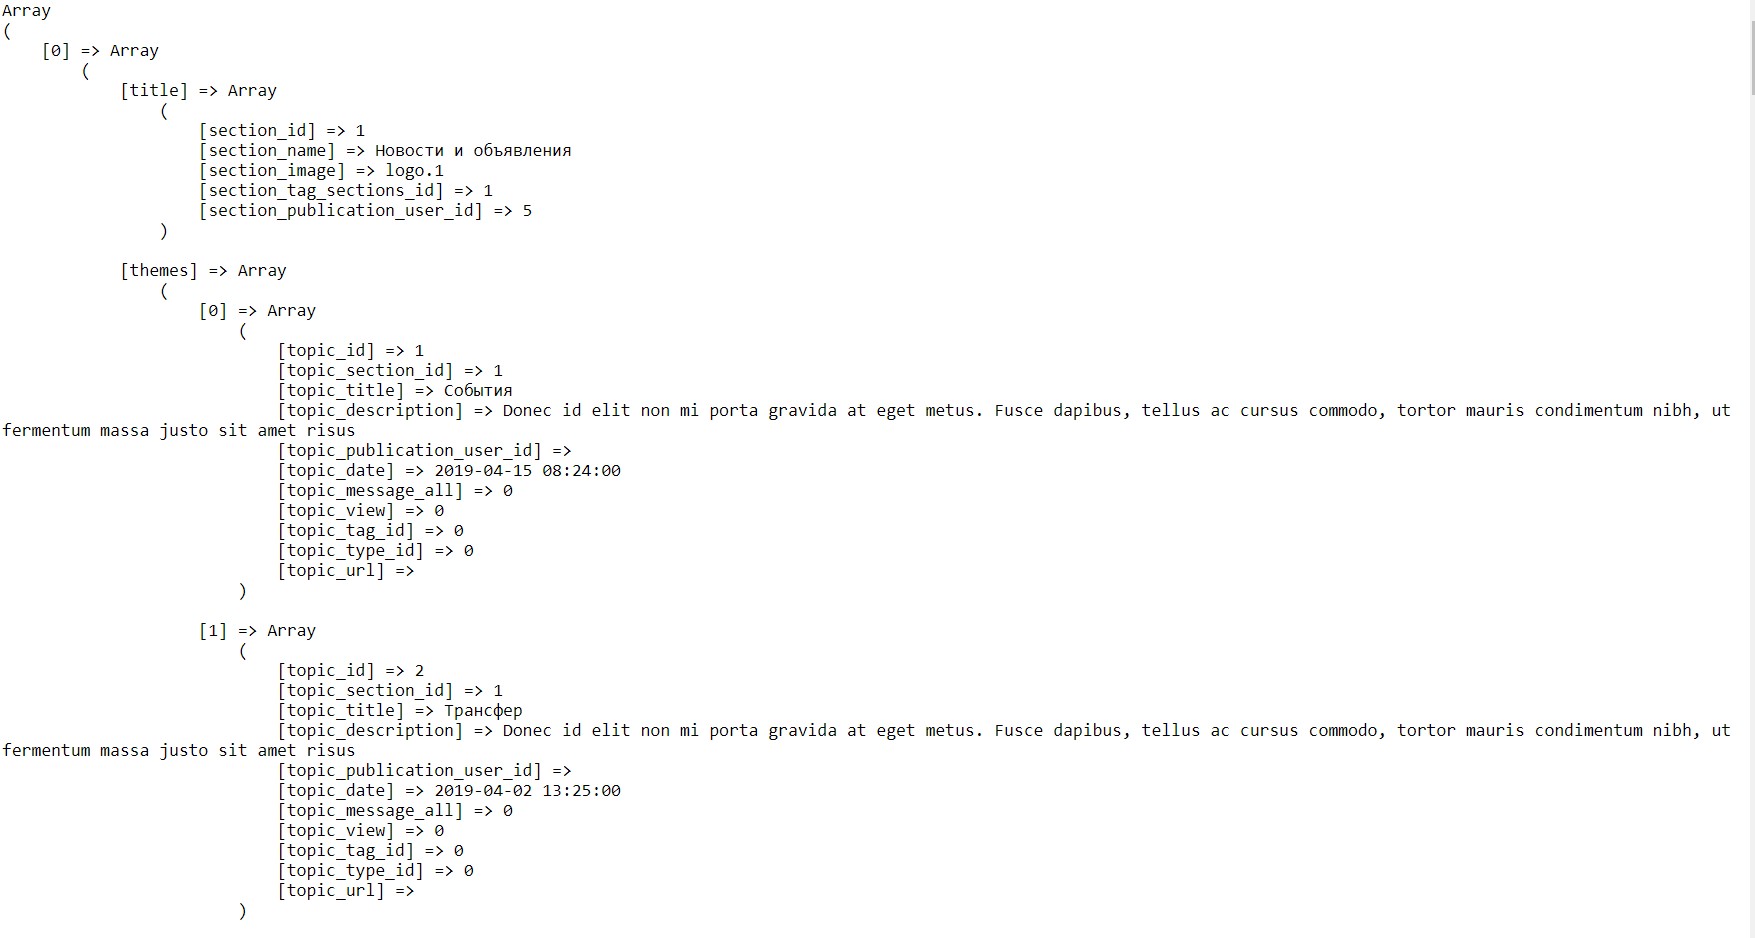 Array
(
[0] => Array
(
[title] => Array
(
[section_id] => 1
[section_name] => Новости и объявления
[section_image] => logo.1
[section_tag_sections_id] => 1
[section_publication_user_id] => 5
)
[themes] => Array
(
[0] => Array
(
[topic_id] => 1
[topic_section_id] => 1
[topic_title] => События
[topic_description] => Donec id elit non mi porta gravida at eget metus. Fusce dapibus, tellus ac cursus commodo, tortor mauris condimentum nibh, ut
fermentum massa justo sit amet risus
[topic_publication_user_id] =>
[topic_date] => 2019-04-15 08:24:00
[topic_message_all] => 0
[topic_view] => 0
[topic_tag_id] => 0
[topic_type_id] => 0
[topic_url] =>
)
[1] => Array
(
[topic_id] => 2
[topic_section_id] => 1
[topic_title] => Трансфер
[topic_description] => Donec id elit non mi porta gravida at eget metus. Fusce dapibus, tellus ac cursus commodo, tortor mauris condimentum nibh, ut
fermentum massa justo sit amet risus
[topic_publication_user_id] =>
[topic_date] => 2019-04-02 13:25:00
[topic_message_all] => 0
[topic_view] => 0
[topic_tag_id] => 0
[topic_type_id] => 0
[topic_url] =>
)